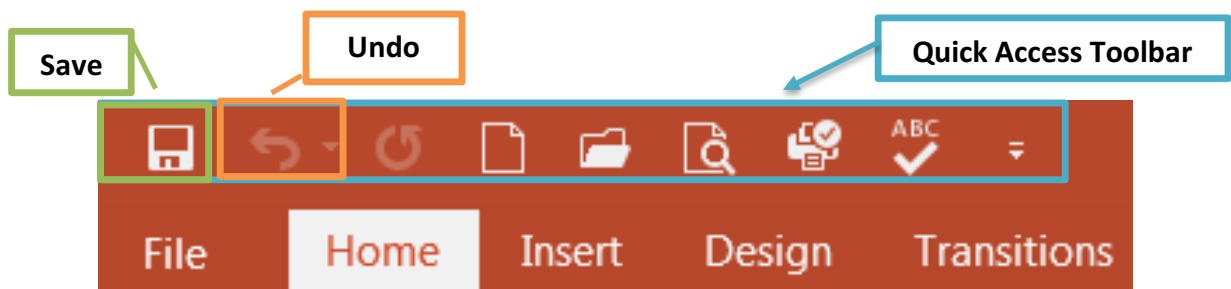 Save
Undo
Quick Access Toolbar
ABC
File Home Insert Design Transitions